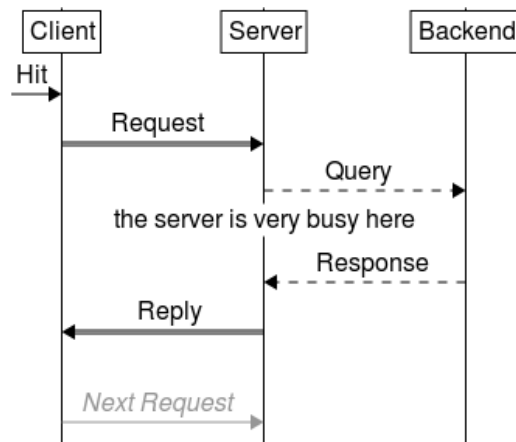 Client
Server
Backend
Hit
Request
Query
the server is very busy here
Response
Reply
Next Request